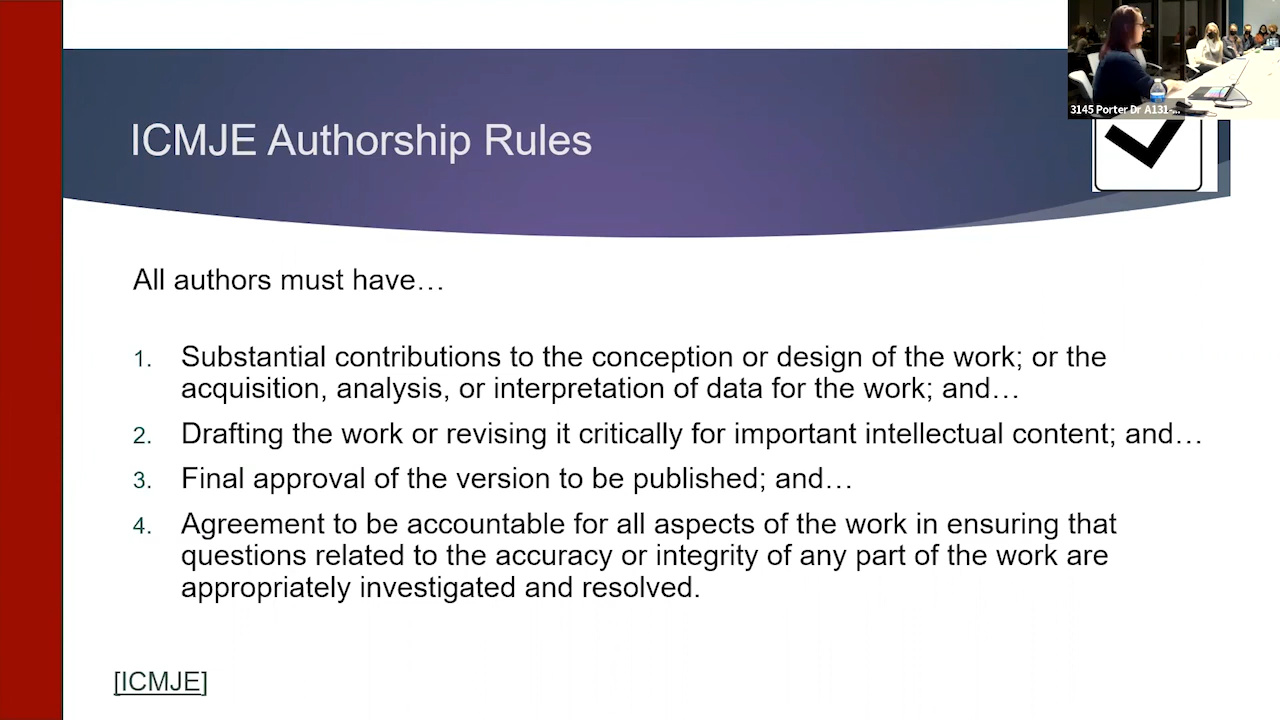 3145 Porter Dr A131-...
ICMJE Authorship Rules
All authors must have…
1. Substantial contributions to the conception or design of the work; or the
acquisition, analysis, or interpretation of data for the work; and…
2. Drafting the work or revising it critically for important intellectual content; and…
3. Final approval of the version to be published; and…
4. Agreement to be accountable for all aspects of the work in ensuring that
questions related to the accuracy or integrity of any part of the work are
appropriately investigated and resolved.
[ICMJE]